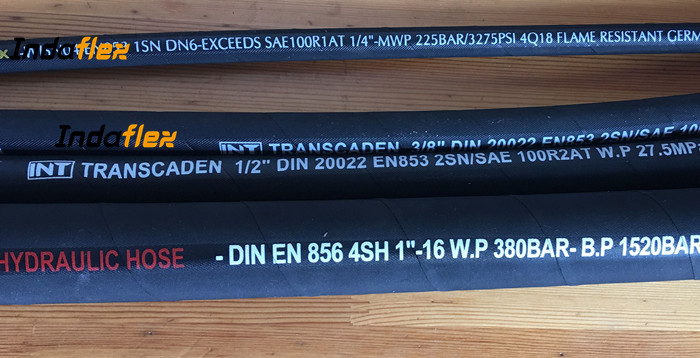 Indaflex
1SN DN6-EXCEEDS SAE100R1AT 1/4"-MWP 225BAR/3275PSI 4Q18 FLAME RESISTANT GERM
Indaflex
INT TRANSCADEN 3/8" DIN 20022 EN853 2SN/SAE 10
INT TRANSCADEN 1/2" DIN 20022 EN853 2SN/SAE 100R2AT W.P 27.5MP
HYDRAULIC HOSE - DIN EN 856 4SH 1"-16 W.P 380BAR- B.P 1520BAR